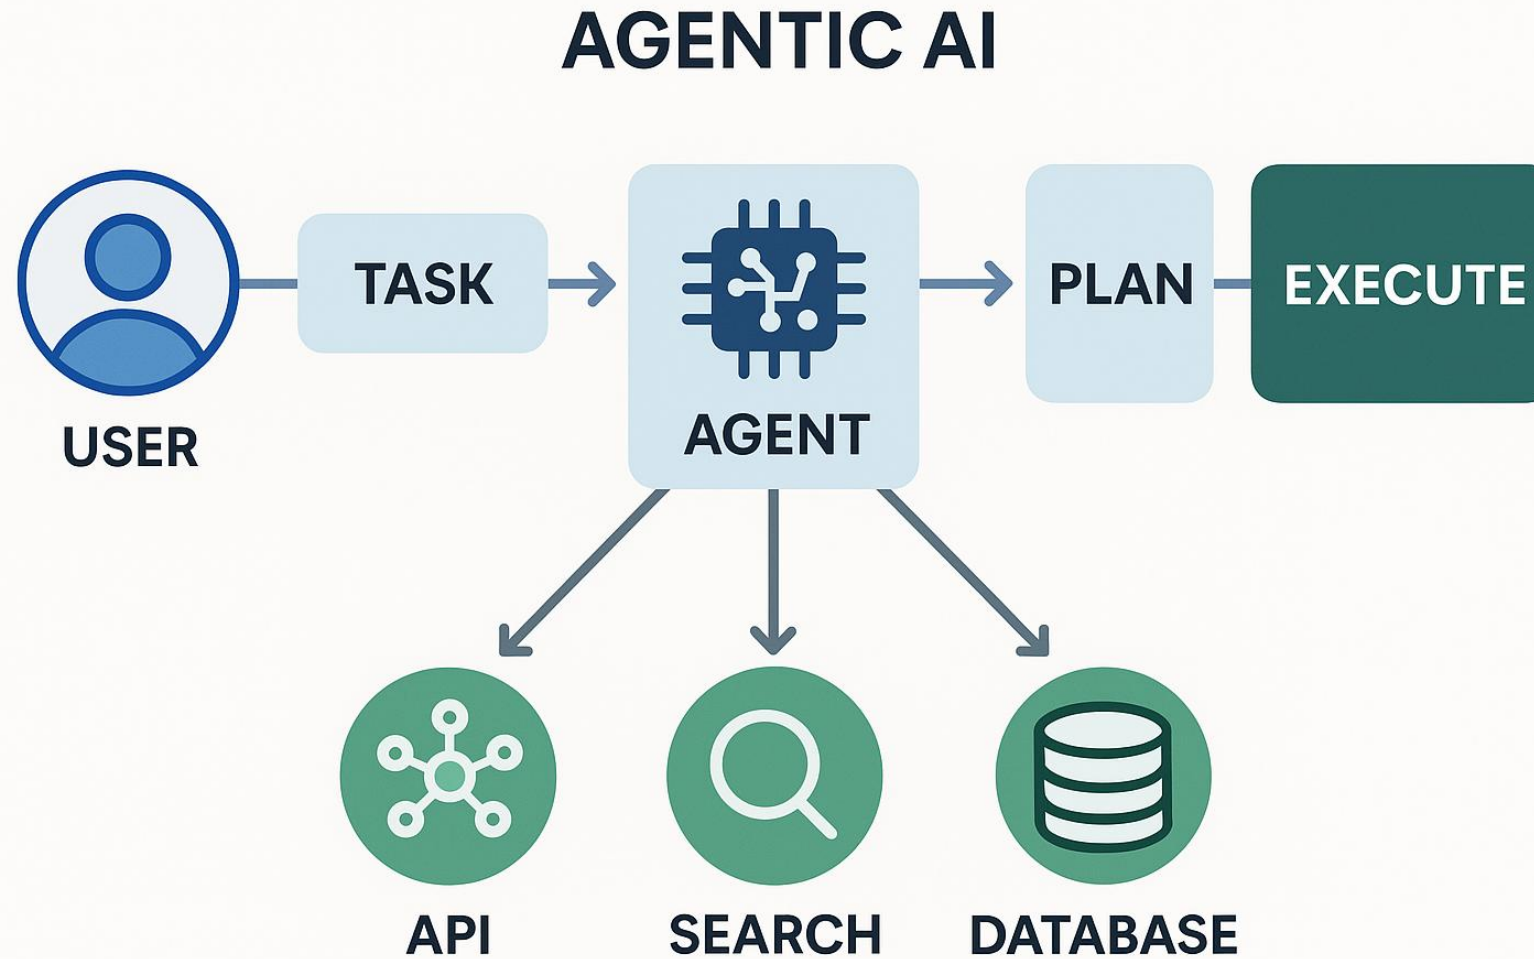 AGENTIC AI
TASK
PLAN
EXECUTE
AGENT
USER
API
SEARCH
DATABASE